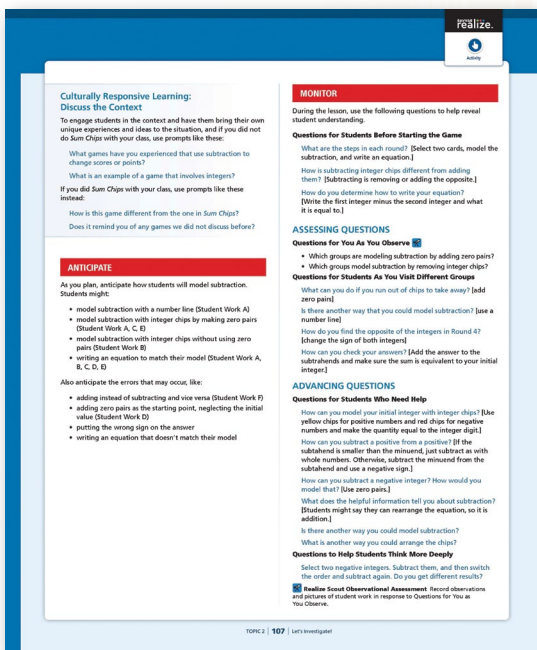 realize.
Activity
Culturally Responsive Learning:
Discuss the Context
To engage students in the context and have them bring their own
unique experiences and ideas to the situation, and if you did not
do Sum Chips with your class, use prompts like these:
What games have you experienced that use subtraction to
change scores or points?
What is an example of a game that involves integers?
If you did Sum Chips with your class, use prompts like these
instead:
How is this game different from the one in Sum Chips?
Does it remind you of any games we did not discuss before?
ANTICIPATE
As you plan, anticipate how students will model subtraction.
Students might:
• model subtraction with a number line (Student Work A)
• model subtraction with integer chips by making zero pairs
(Student Work A, C, E)
• model subtraction with integer chips without using zero
pairs (Student Work B)
• writing an equation to match their model (Student Work A,
B, C, D, E)
Also anticipate the errors that may occur, like:
• adding instead of subtracting and vice versa (Student Work F)
• adding zero pairs as the starting point, neglecting the initial
value (Student Work D)
• putting the wrong sign on the answer
• writing an equation that doesn't match their model
MONITOR
During the lesson, use the following questions to help reveal
student understanding.
Questions for Students Before Starting the Game
What are the steps in each round? [Select two cards, model the
subtraction, and write an equation.]
How is subtracting integer chips different from adding
them? [Subtracting is removing or adding the opposite.]
How do you determine how to write your equation?
[Write the first integer minus the second integer and what
it is equal to.]
ASSESSING QUESTIONS
Questions for You As You Observe
• Which groups are modeling subtraction by adding zero pairs?
• Which groups model subtraction by removing integer chips?
Questions for Students As You Visit Different Groups
What can you do if you run out of chips to take away? [add
zero pairs]
Is there another way that you could model subtraction? [use a
number line]
How do you find the opposite of the integers in Round 4?
[change the sign of both integers]
How can you check your answers? [Add the answer to the
subtrahends and make sure the sum is equivalent to your initial
integer.]
ADVANCING QUESTIONS
Questions for Students Who Need Help
How can you model your initial integer with integer chips? [Use
yellow chips for positive numbers and red chips for negative
numbers and make the quantity equal to the integer digit.]
How can you subtract a positive from a positive? [If the
subtahend is smaller than the minuend, just subtract as with
whole numbers. Otherwise, subtract the minuend from the
subtahend and use a negative sign.]
How can you subtract a negative integer? How would you
model that? [Use zero pairs.]
What does the helpful information tell you about subtraction?
[Students might say they can rearrange the equation, so it is
addition.]
Is there another way you could model subtraction?
What is another way you could arrange the chips?
Questions to Help Students Think More Deeply
Select two negative integers. Subtract them, and then switch
the order and subtract again. Do you get different results?
Realize Scout Observational Assessment Record observations
and pictures of student work in response to Questions for You as
You Observe.
TOPIC 2 | 107 | Let's Investigate!